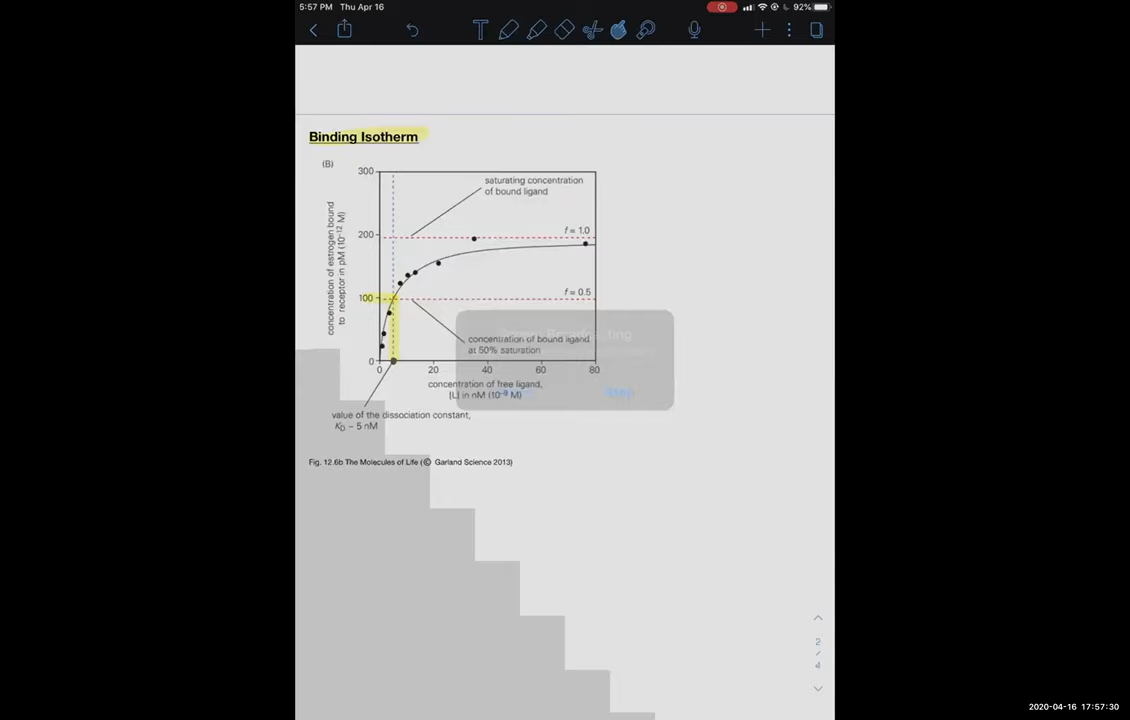 5:57 PM Thu Apr 16
92%
Binding Isotherm
(B)
300
200
100
0
concentration of estrogen bound
to receptor in pM (10⁻¹² M)
saturating concentration
of bound ligand
f = 1.0
f = 0.5
concentration of bound ligand
at 50% saturation
0 20 40 60 80
concentration of free ligand,
[L] in nM (10⁻⁹ M)
value of the dissociation constant,
K_D ~ 5 nM
Fig. 12.6b The Molecules of Life (© Garland Science 2013)
Stop
2
/
4
2020-04-16 17:57:30